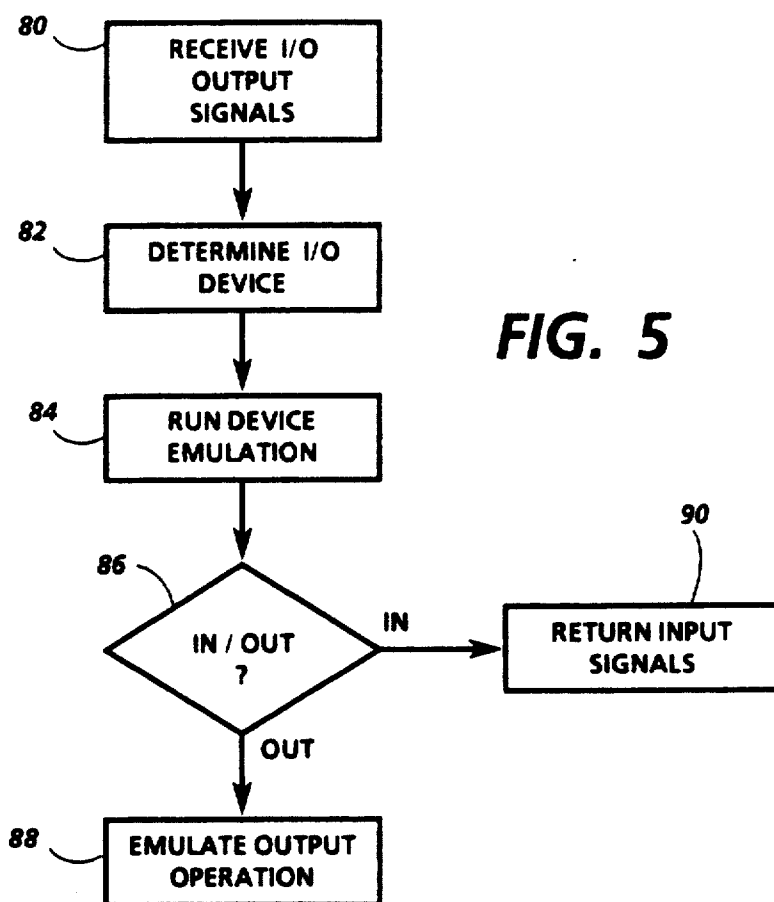 80
RECEIVE I/O
OUTPUT
SIGNALS
82
DETERMINE I/O
DEVICE
FIG. 5
84
RUN DEVICE
EMULATION
90
86
IN / OUT
?
IN
RETURN INPUT
SIGNALS
OUT
88
EMULATE OUTPUT
OPERATION